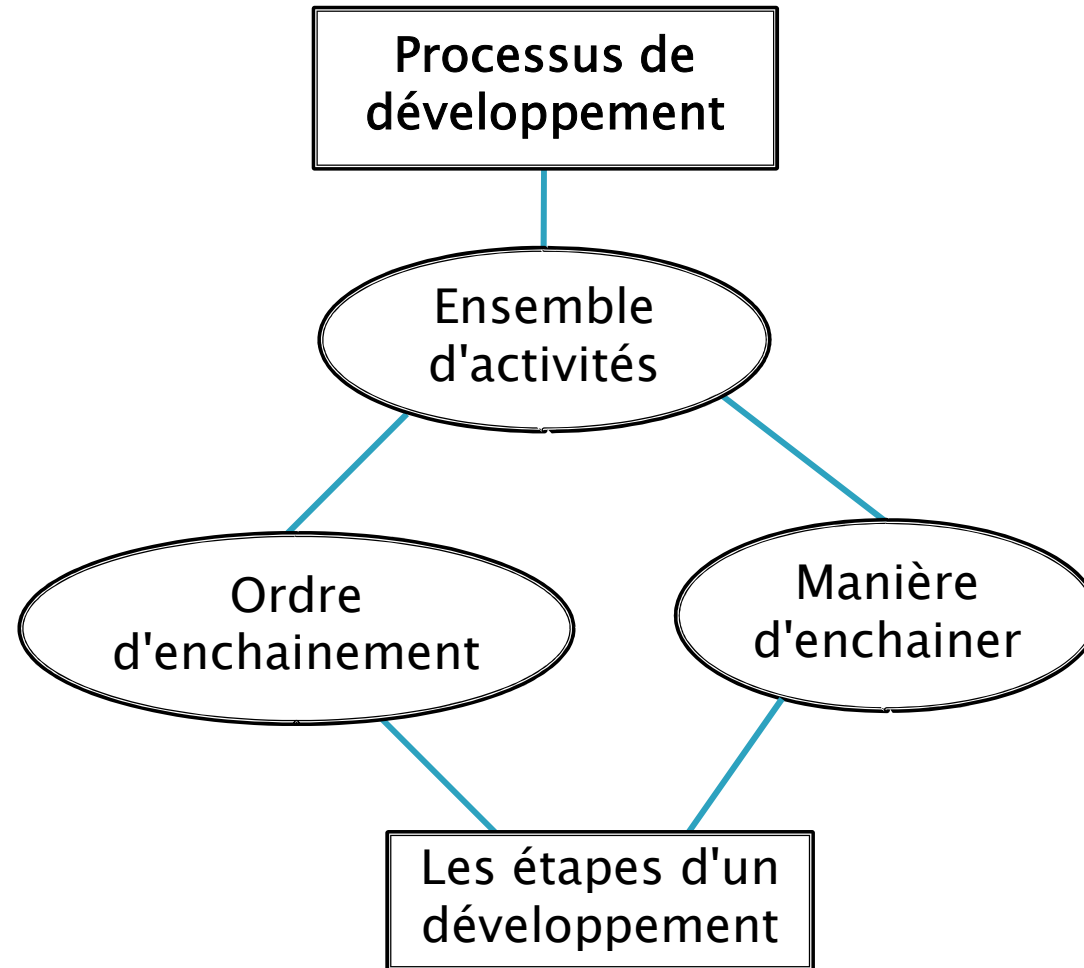 Processus de
développement
Ensemble
d'activités
Ordre
d'enchainement
Manière
d'enchainer
Les étapes d'un
développement